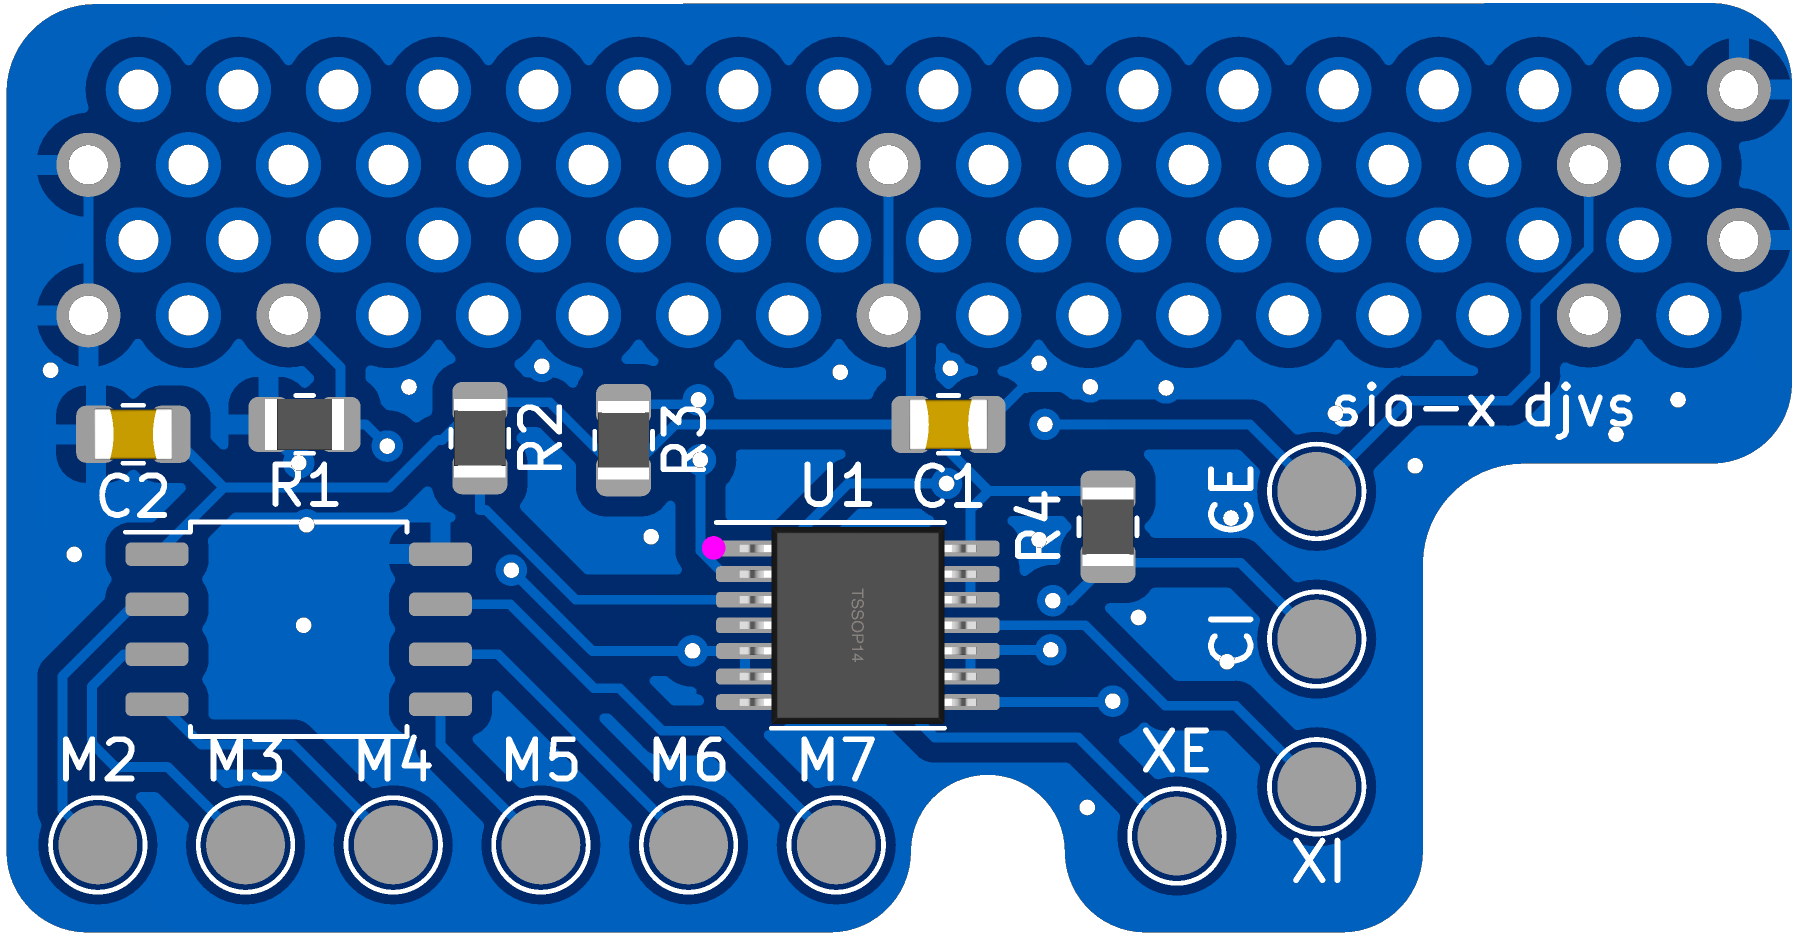 sio-x djvs
R2
R3
C2
R1
U1
C1
R4
CE
TSSOP14
CI
M2
M3
M4
M5
M6
M7
XE
XI